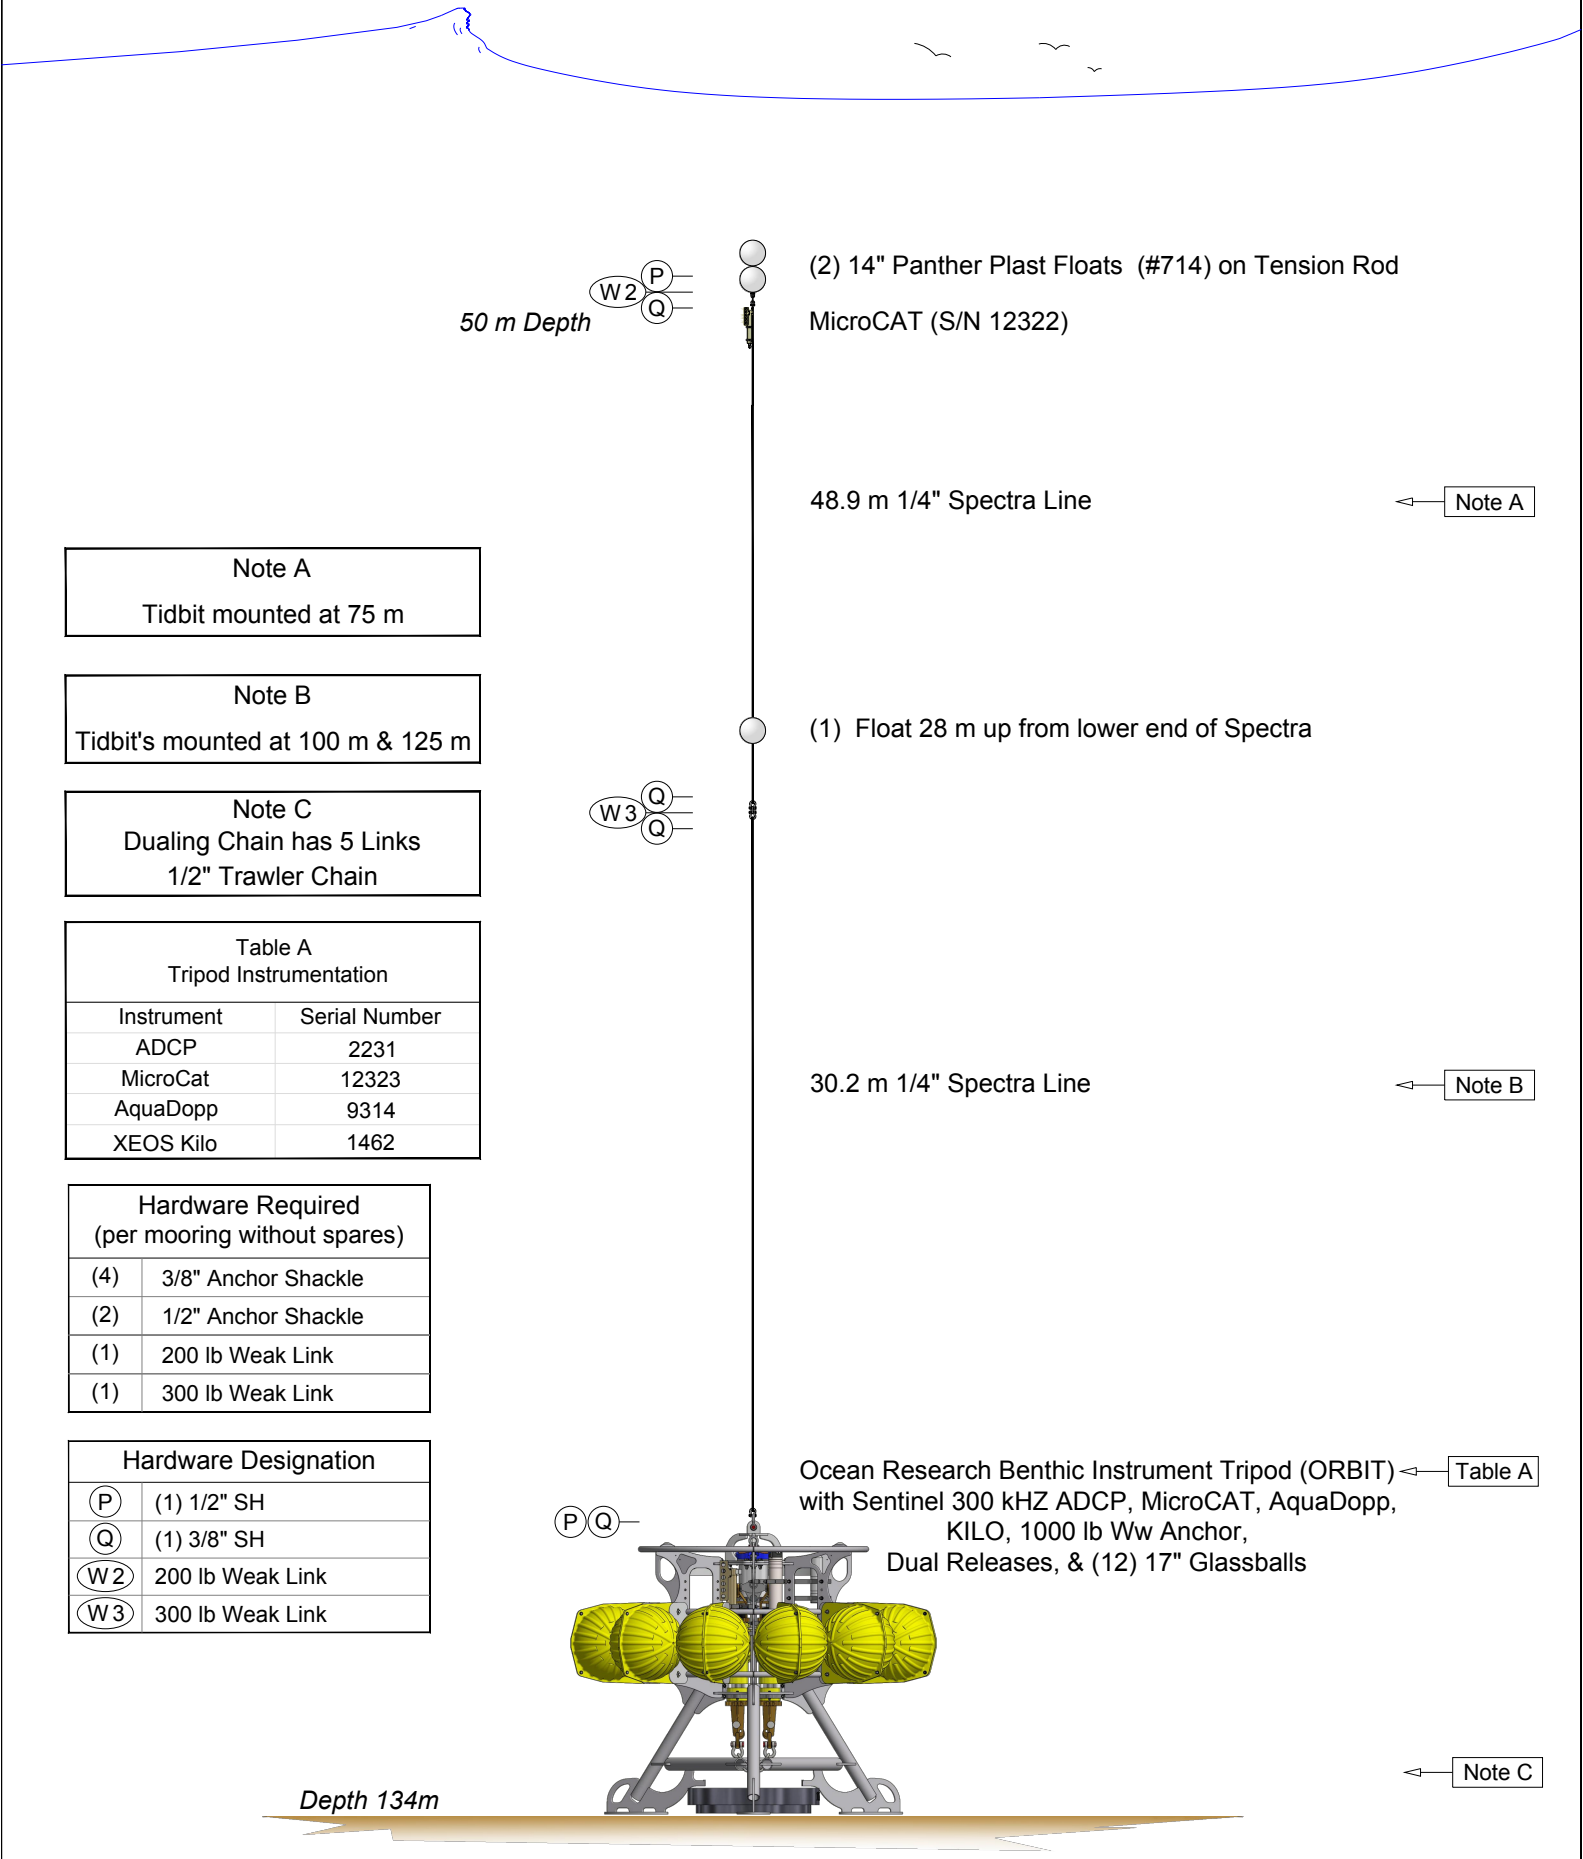 (2) 14" Panther Plast Floats (#714) on Tension Rod
P
W2
Q
50 m Depth
MicroCAT (S/N 12322)
48.9 m 1/4" Spectra Line
Note A
Note A
Tidbit mounted at 75 m
Note B
Tidbit's mounted at 100 m & 125 m
(1) Float 28 m up from lower end of Spectra
Q
W3
Q
Note C
Dualing Chain has 5 Links
1/2" Trawler Chain
Table A
Tripod Instrumentation
Instrument Serial Number
ADCP 2231
MicroCat 12323
AquaDopp 9314
XEOS Kilo 1462
30.2 m 1/4" Spectra Line
Note B
Hardware Required
(per mooring without spares)
(4) 3/8" Anchor Shackle
(2) 1/2" Anchor Shackle
(1) 200 lb Weak Link
(1) 300 lb Weak Link
Hardware Designation
P (1) 1/2" SH
Q (1) 3/8" SH
W2 200 lb Weak Link
W3 300 lb Weak Link
Ocean Research Benthic Instrument Tripod (ORBIT)
with Sentinel 300 kHZ ADCP, MicroCAT, AquaDopp,
KILO, 1000 lb Ww Anchor,
Dual Releases, & (12) 17" Glassballs
Table A
P Q
Note C
Depth 134m